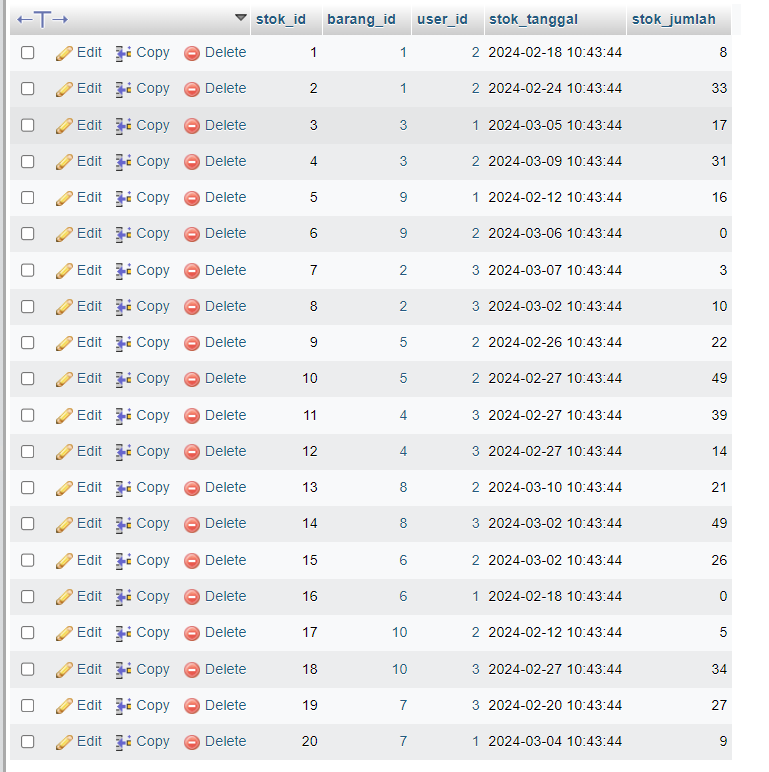 ←T→ stok_id barang_id user_id stok_tanggal stok_jumlah
Edit Copy Delete 1 1 2 2024-02-18 10:43:44 8
Edit Copy Delete 2 1 2 2024-02-24 10:43:44 33
Edit Copy Delete 3 3 1 2024-03-05 10:43:44 17
Edit Copy Delete 4 3 2 2024-03-09 10:43:44 31
Edit Copy Delete 5 9 1 2024-02-12 10:43:44 16
Edit Copy Delete 6 9 2 2024-03-06 10:43:44 0
Edit Copy Delete 7 2 3 2024-03-07 10:43:44 3
Edit Copy Delete 8 2 3 2024-03-02 10:43:44 10
Edit Copy Delete 9 5 2 2024-02-26 10:43:44 22
Edit Copy Delete 10 5 2 2024-02-27 10:43:44 49
Edit Copy Delete 11 4 3 2024-02-27 10:43:44 39
Edit Copy Delete 12 4 3 2024-02-27 10:43:44 14
Edit Copy Delete 13 8 2 2024-03-10 10:43:44 21
Edit Copy Delete 14 8 3 2024-03-02 10:43:44 49
Edit Copy Delete 15 6 2 2024-03-02 10:43:44 26
Edit Copy Delete 16 6 1 2024-02-18 10:43:44 0
Edit Copy Delete 17 10 2 2024-02-12 10:43:44 5
Edit Copy Delete 18 10 3 2024-02-27 10:43:44 34
Edit Copy Delete 19 7 3 2024-02-20 10:43:44 27
Edit Copy Delete 20 7 1 2024-03-04 10:43:44 9